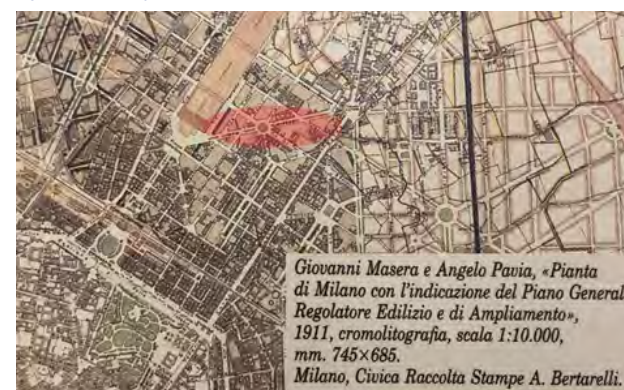 Giovanni Masera e Angelo Pavia, «Pianta
di Milano con l'indicazione del Piano General
Regolatore Edilizio e di Ampliamento»,
1911, cromolitografia, scala 1:10.000,
mm. 745×685.
Milano, Civica Raccolta Stampe A. Bertarelli.